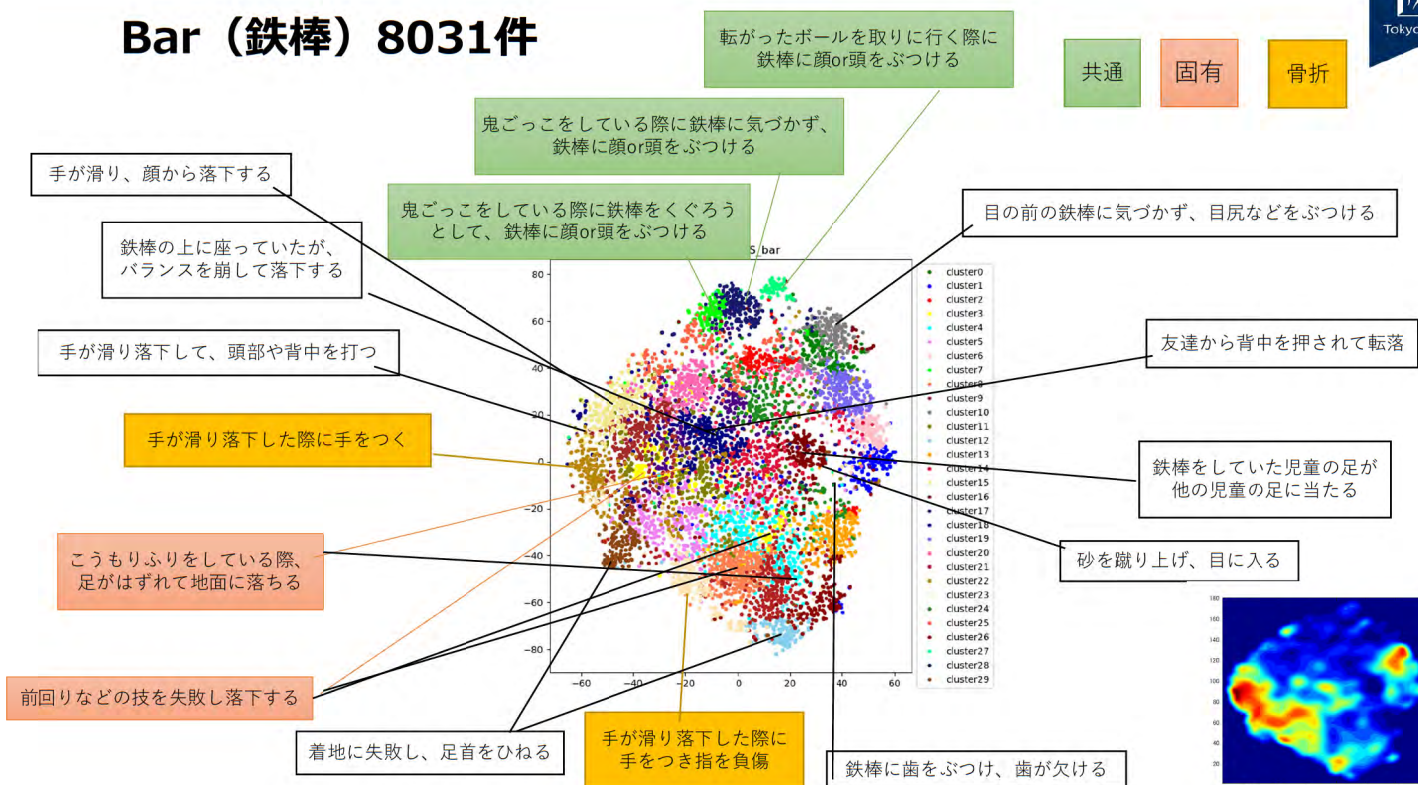 Bar（鉄棒）8031件
Tokyo
共通
固有
骨折
転がったボールを取りに行く際に
鉄棒に顔or頭をぶつける
鬼ごっこをしている際に鉄棒に気づかず、
鉄棒に顔or頭をぶつける
鬼ごっこをしている際に鉄棒をくぐろう
として、鉄棒に顔or頭をぶつける
手が滑り、顔から落下する
鉄棒の上に座っていたが、
バランスを崩して落下する
手が滑り落下して、頭部や背中を打つ
手が滑り落下した際に手をつく
こうもりふりをしている際、
足がはずれて地面に落ちる
前回りなどの技を失敗し落下する
着地に失敗し、足首をひねる
手が滑り落下した際に
手をつき指を負傷
鉄棒に歯をぶつけ、歯が欠ける
目の前の鉄棒に気づかず、目尻などをぶつける
友達から背中を押されて転落
鉄棒をしていた児童の足が
他の児童の足に当たる
砂を蹴り上げ、目に入る
S_bar
80
60
40
20
0
−20
−40
−60
−80
−60
−40
−20
0
20
40
60
cluster0
cluster1
cluster2
cluster3
cluster4
cluster5
cluster6
cluster7
cluster8
cluster9
cluster10
cluster11
cluster12
cluster13
cluster14
cluster15
cluster16
cluster17
cluster18
cluster19
cluster20
cluster21
cluster22
cluster23
cluster24
cluster25
cluster26
cluster27
cluster28
cluster29
180
160
140
120
100
80
60
40
20